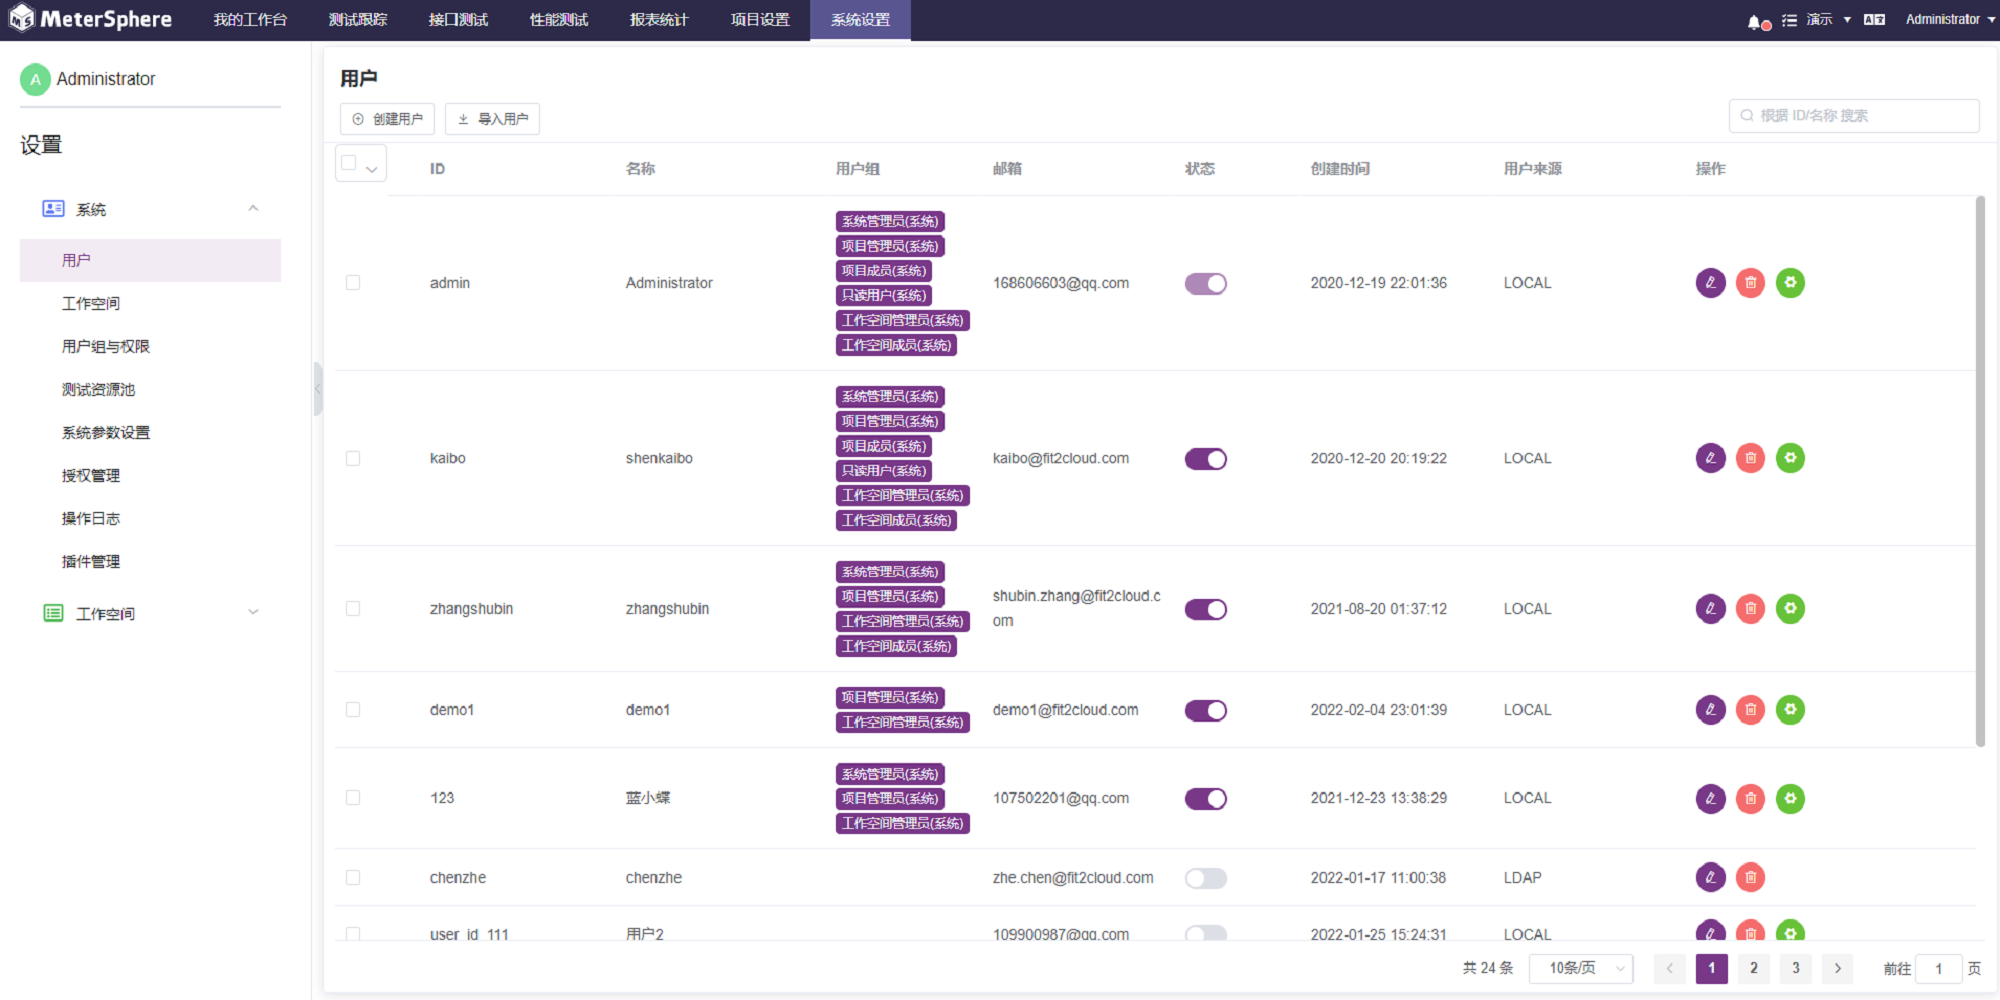 MeterSphere 我的工作台 测试跟踪 接口测试 性能测试 报表统计 项目设置 系统设置 演示 Administrator
A Administrator
设置
系统
用户
工作空间
用户组与权限
测试资源池
系统参数设置
授权管理
操作日志
插件管理
工作空间
用户
创建用户 导入用户 根据 ID/名称 搜索
ID 名称 用户组 邮箱 状态 创建时间 用户来源 操作
系统管理员(系统)
项目管理员(系统)
项目成员(系统)
admin Administrator 168606603@qq.com 2020-12-19 22:01:36 LOCAL
只读用户(系统)
工作空间管理员(系统)
工作空间成员(系统)
系统管理员(系统)
项目管理员(系统)
项目成员(系统)
kaibo shenkaibo kaibo@fit2cloud.com 2020-12-20 20:19:22 LOCAL
只读用户(系统)
工作空间管理员(系统)
工作空间成员(系统)
系统管理员(系统)
项目管理员(系统)
zhangshubin zhangshubin shubin.zhang@fit2cloud.c 2021-08-20 01:37:12 LOCAL
om
工作空间管理员(系统)
工作空间成员(系统)
项目管理员(系统)
demo1 demo1 demo1@fit2cloud.com 2022-02-04 23:01:39 LOCAL
工作空间管理员(系统)
系统管理员(系统)
123 蓝小蝶 项目管理员(系统) 107502201@qq.com 2021-12-23 13:38:29 LOCAL
工作空间管理员(系统)
chenzhe chenzhe zhe.chen@fit2cloud.com 2022-01-17 11:00:38 LDAP
user_id_111 用户2 109900987@qq.com 2022-01-25 15:24:31 LOCAL
共 24 条 10条/页 1 2 3 前往 1 页